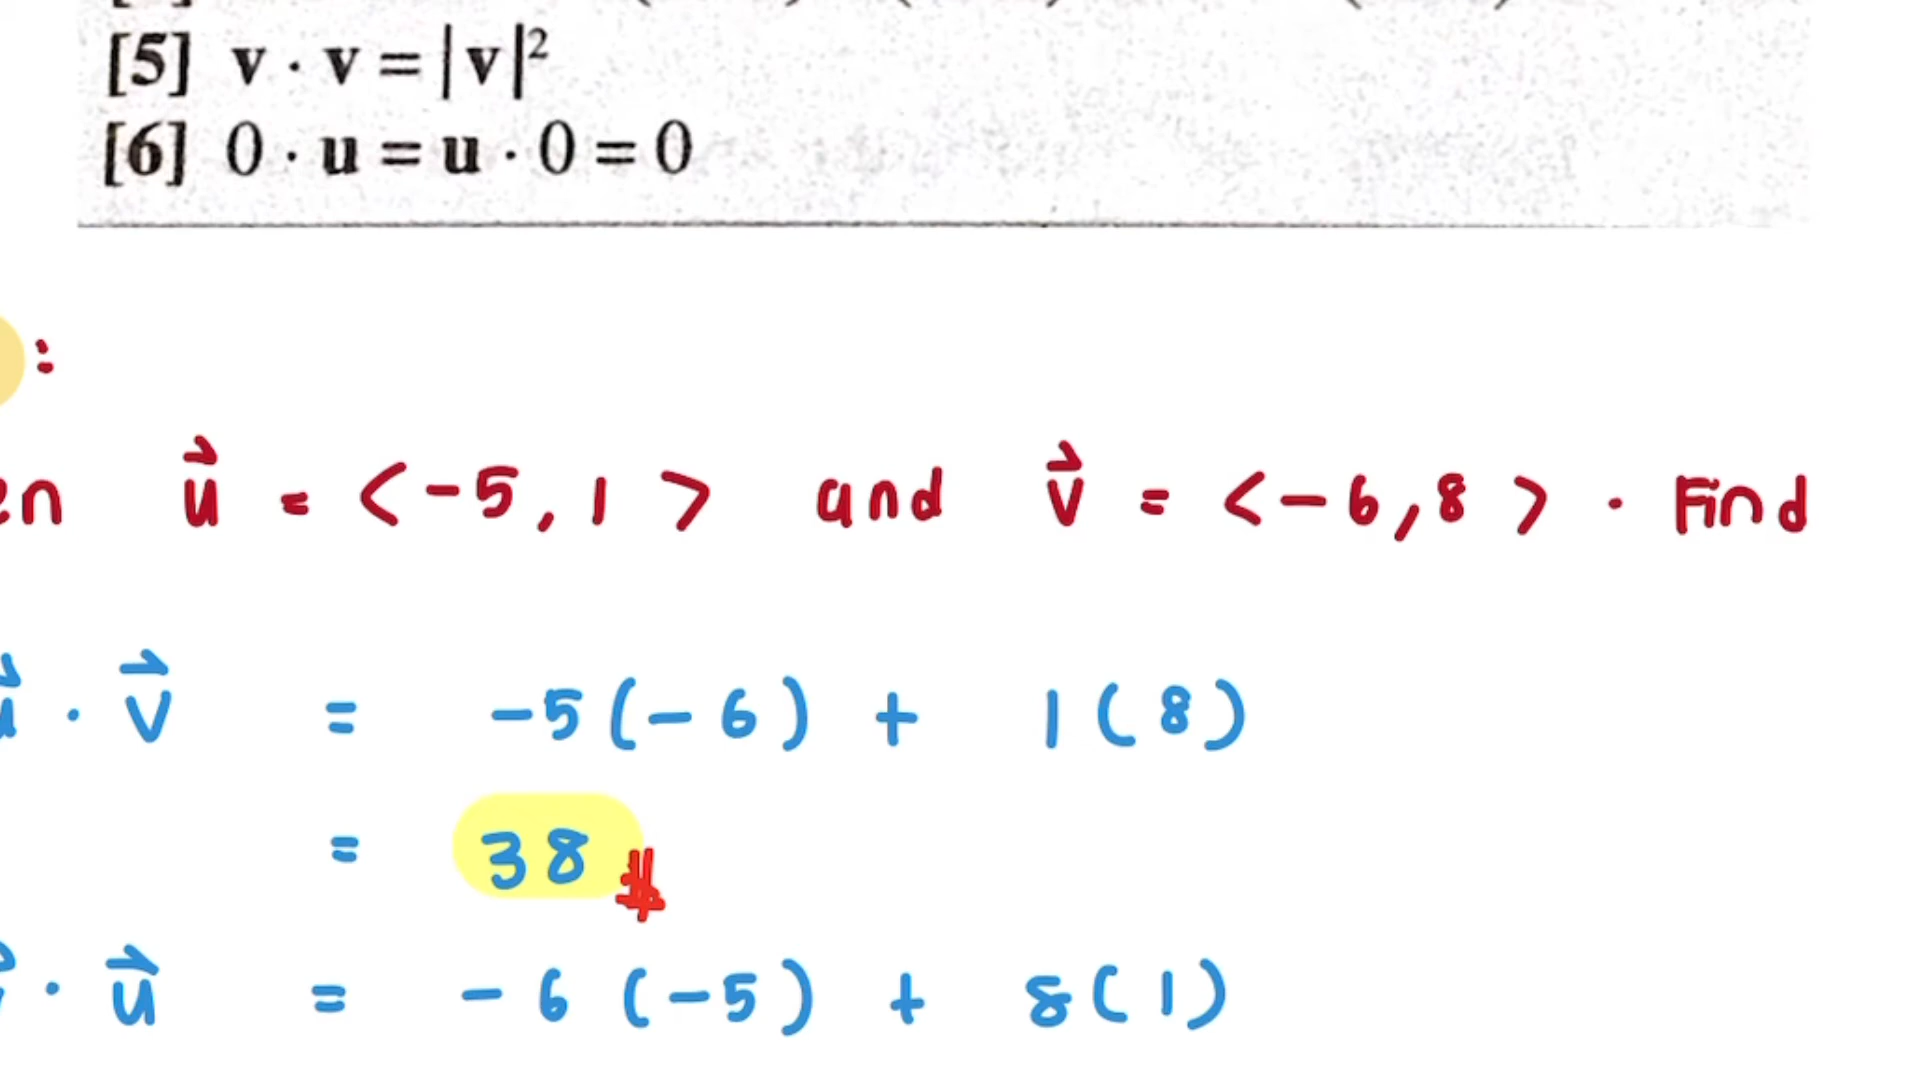 [5] v · v = |v|²
[6] 0 · u = u · 0 = 0
:
en u⃗ = <-5, 1> and v⃗ = <-6, 8>. Find
u⃗ · v⃗ = -5(-6) + 1(8)
= 38
v⃗ · u⃗ = -6(-5) + 8(1)